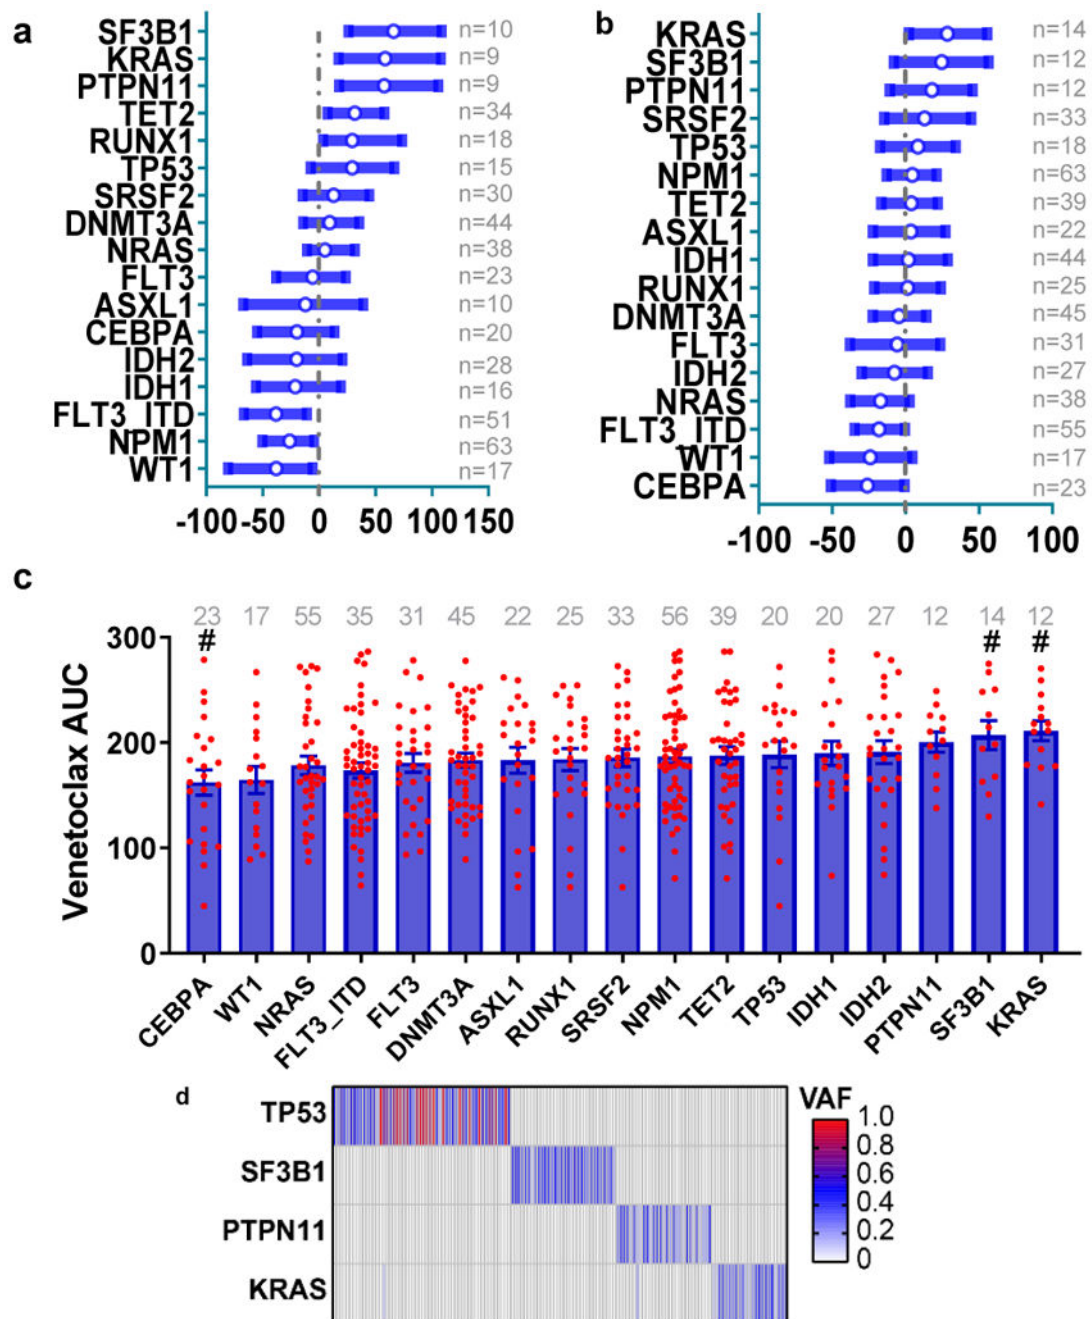 a
SF3B1 n=10
KRAS n=9
PTPN11 n=9
TET2 n=34
RUNX1 n=18
TP53 n=15
SRSF2 n=30
DNMT3A n=44
NRAS n=38
FLT3 n=23
ASXL1 n=10
CEBPA n=20
IDH2 n=28
IDH1 n=16
FLT3_ITD n=51
NPM1 n=63
WT1 n=17
-100 -50 0 50 100 150
b
KRAS n=14
SF3B1 n=12
PTPN11 n=12
SRSF2 n=33
TP53 n=18
NPM1 n=63
TET2 n=39
ASXL1 n=22
IDH1 n=44
RUNX1 n=25
DNMT3A n=45
FLT3 n=31
IDH2 n=27
NRAS n=38
FLT3_ITD n=55
WT1 n=17
CEBPA n=23
-100 -50 0 50 100
c
23 17 55 35 31 45 22 25 33 56 39 20 20 27 12 14 12
# # #
Venetoclax AUC
300
200
100
0
CEBPA WT1 NRAS FLT3_ITD FLT3 DNMT3A ASXL1 RUNX1 SRSF2 NPM1 TET2 TP53 IDH1 IDH2 PTPN11 SF3B1 KRAS
d
TP53
SF3B1
PTPN11
KRAS
VAF
1.0
0.8
0.6
0.4
0.2
0